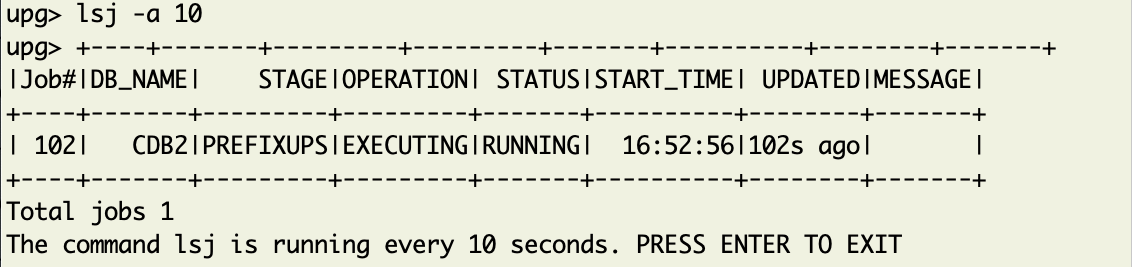 upg> lsj -a 10
upg> +----+-------+---------+---------+-------+----------+--------+-------+
|Job#|DB_NAME|    STAGE|OPERATION| STATUS|START_TIME| UPDATED|MESSAGE|
+----+-------+---------+---------+-------+----------+--------+-------+
| 102|   CDB2|PREFIXUPS|EXECUTING|RUNNING|  16:52:56|102s ago|       |
+----+-------+---------+---------+-------+----------+--------+-------+
Total jobs 1
The command lsj is running every 10 seconds. PRESS ENTER TO EXIT